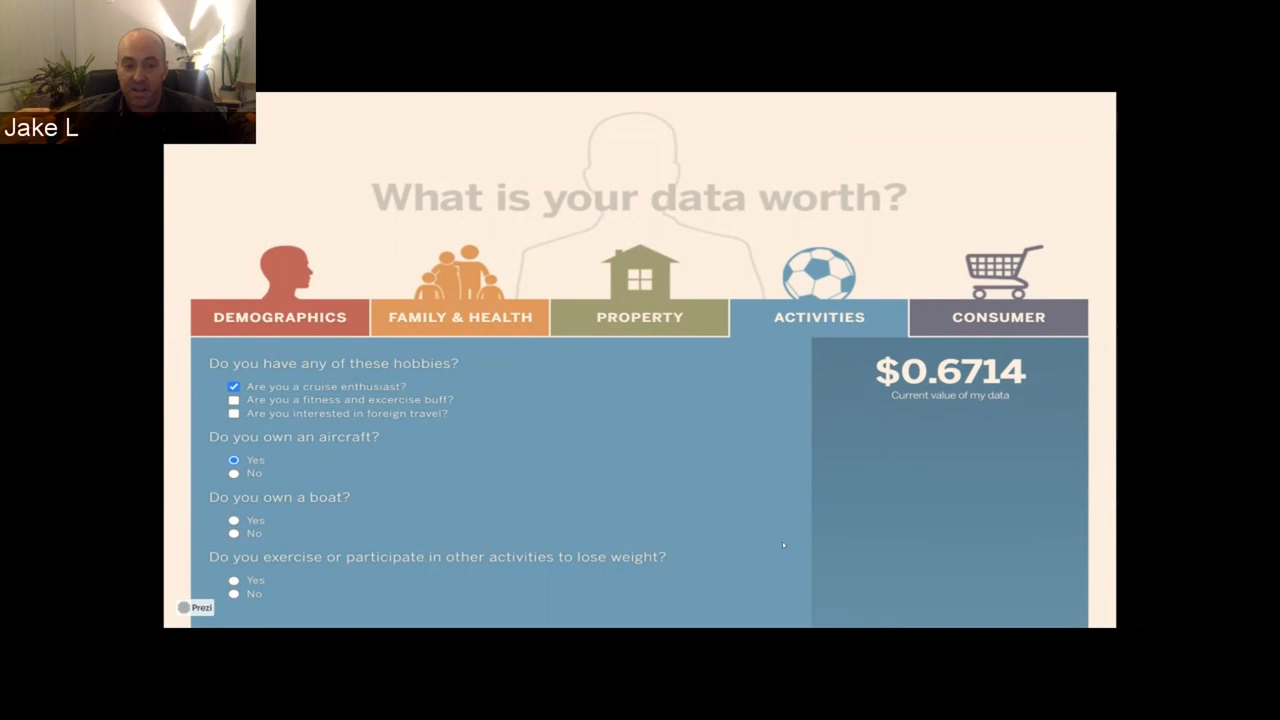 Jake L
What is your data worth?
DEMOGRAPHICS
FAMILY & HEALTH
PROPERTY
ACTIVITIES
CONSUMER
Do you have any of these hobbies?
Are you a cruise enthusiast?
Are you a fitness and excercise buff?
Are you interested in foreign travel?
Do you own an aircraft?
Yes
No
Do you own a boat?
Yes
No
Do you exercise or participate in other activities to lose weight?
Yes
No
$0.6714
Current value of my data
Prezi